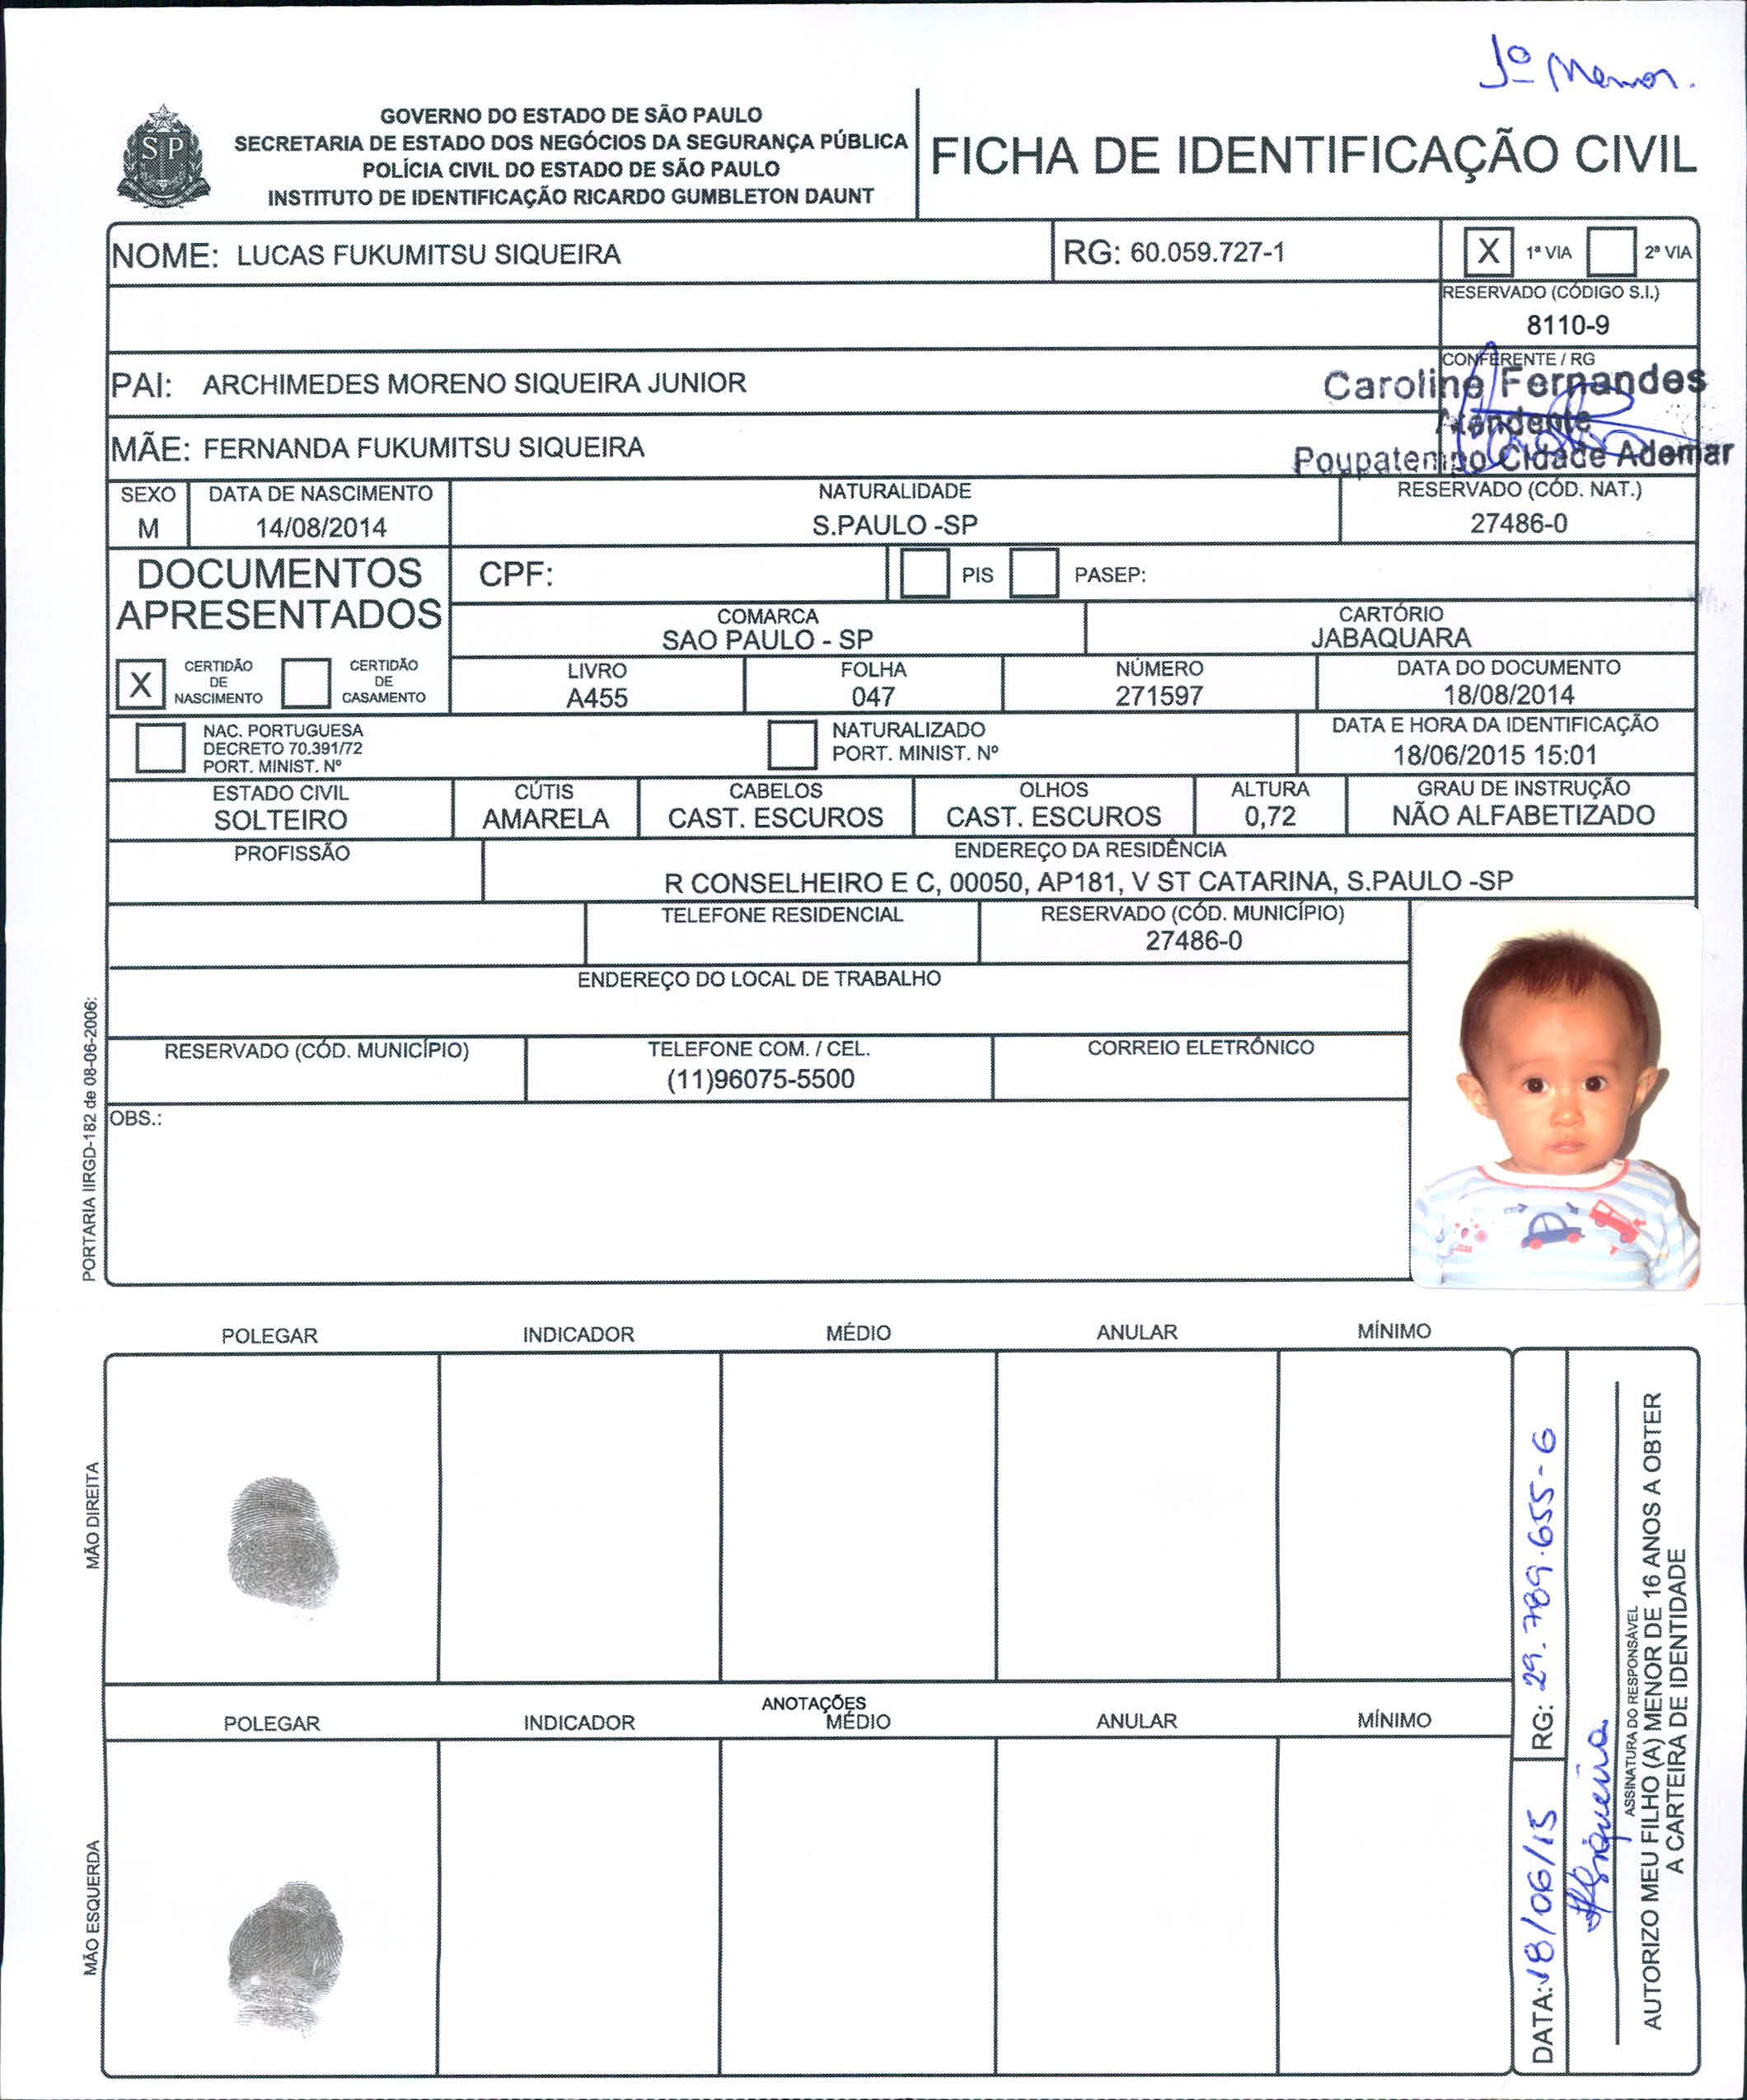 1º Menor.
GOVERNO DO ESTADO DE SÃO PAULO
SECRETARIA DE ESTADO DOS NEGÓCIOS DA SEGURANÇA PÚBLICA
POLÍCIA CIVIL DO ESTADO DE SÃO PAULO
INSTITUTO DE IDENTIFICAÇÃO RICARDO GUMBLETON DAUNT
SP
FICHA DE IDENTIFICAÇÃO CIVIL
NOME: LUCAS FUKUMITSU SIQUEIRA
RG: 60.059.727-1
X 1ª VIA 2ª VIA
RESERVADO (CÓDIGO S.I.)
8110-9
PAI: ARCHIMEDES MORENO SIQUEIRA JUNIOR
CONFERENTE / RG
Caroline Fernandes
Atendente
Poupatempo Cidade Ademar
MÃE: FERNANDA FUKUMITSU SIQUEIRA
SEXO
M
DATA DE NASCIMENTO
14/08/2014
NATURALIDADE
S.PAULO -SP
RESERVADO (CÓD. NAT.)
27486-0
DOCUMENTOS
APRESENTADOS
CPF:
PIS
PASEP:
COMARCA
SAO PAULO - SP
CARTÓRIO
JABAQUARA
X CERTIDÃO
DE
NASCIMENTO
CERTIDÃO
DE
CASAMENTO
LIVRO
A455
FOLHA
047
NÚMERO
271597
DATA DO DOCUMENTO
18/08/2014
NAC. PORTUGUESA
DECRETO 70.391/72
PORT. MINIST. Nº
NATURALIZADO
PORT. MINIST. Nº
DATA E HORA DA IDENTIFICAÇÃO
18/06/2015 15:01
ESTADO CIVIL
SOLTEIRO
CÚTIS
AMARELA
CABELOS
CAST. ESCUROS
OLHOS
CAST. ESCUROS
ALTURA
0,72
GRAU DE INSTRUÇÃO
NÃO ALFABETIZADO
PROFISSÃO
ENDEREÇO DA RESIDÊNCIA
R CONSELHEIRO E C, 00050, AP181, V ST CATARINA, S.PAULO -SP
TELEFONE RESIDENCIAL
RESERVADO (CÓD. MUNICÍPIO)
27486-0
ENDEREÇO DO LOCAL DE TRABALHO
RESERVADO (CÓD. MUNICÍPIO)
TELEFONE COM. / CEL.
(11)96075-5500
CORREIO ELETRÔNICO
OBS.:
PORTARIA IIRGD-182 de 08-06-2006:
POLEGAR INDICADOR MÉDIO ANULAR MÍNIMO
MÃO DIREITA
ANOTAÇÕES
POLEGAR INDICADOR MÉDIO ANULAR MÍNIMO
MÃO ESQUERDA
DATA: 18/06/15 RG: 29.789.655-6
Siqueira
ASSINATURA DO RESPONSÁVEL
AUTORIZO MEU FILHO (A) MENOR DE 16 ANOS A OBTER
A CARTEIRA DE IDENTIDADE